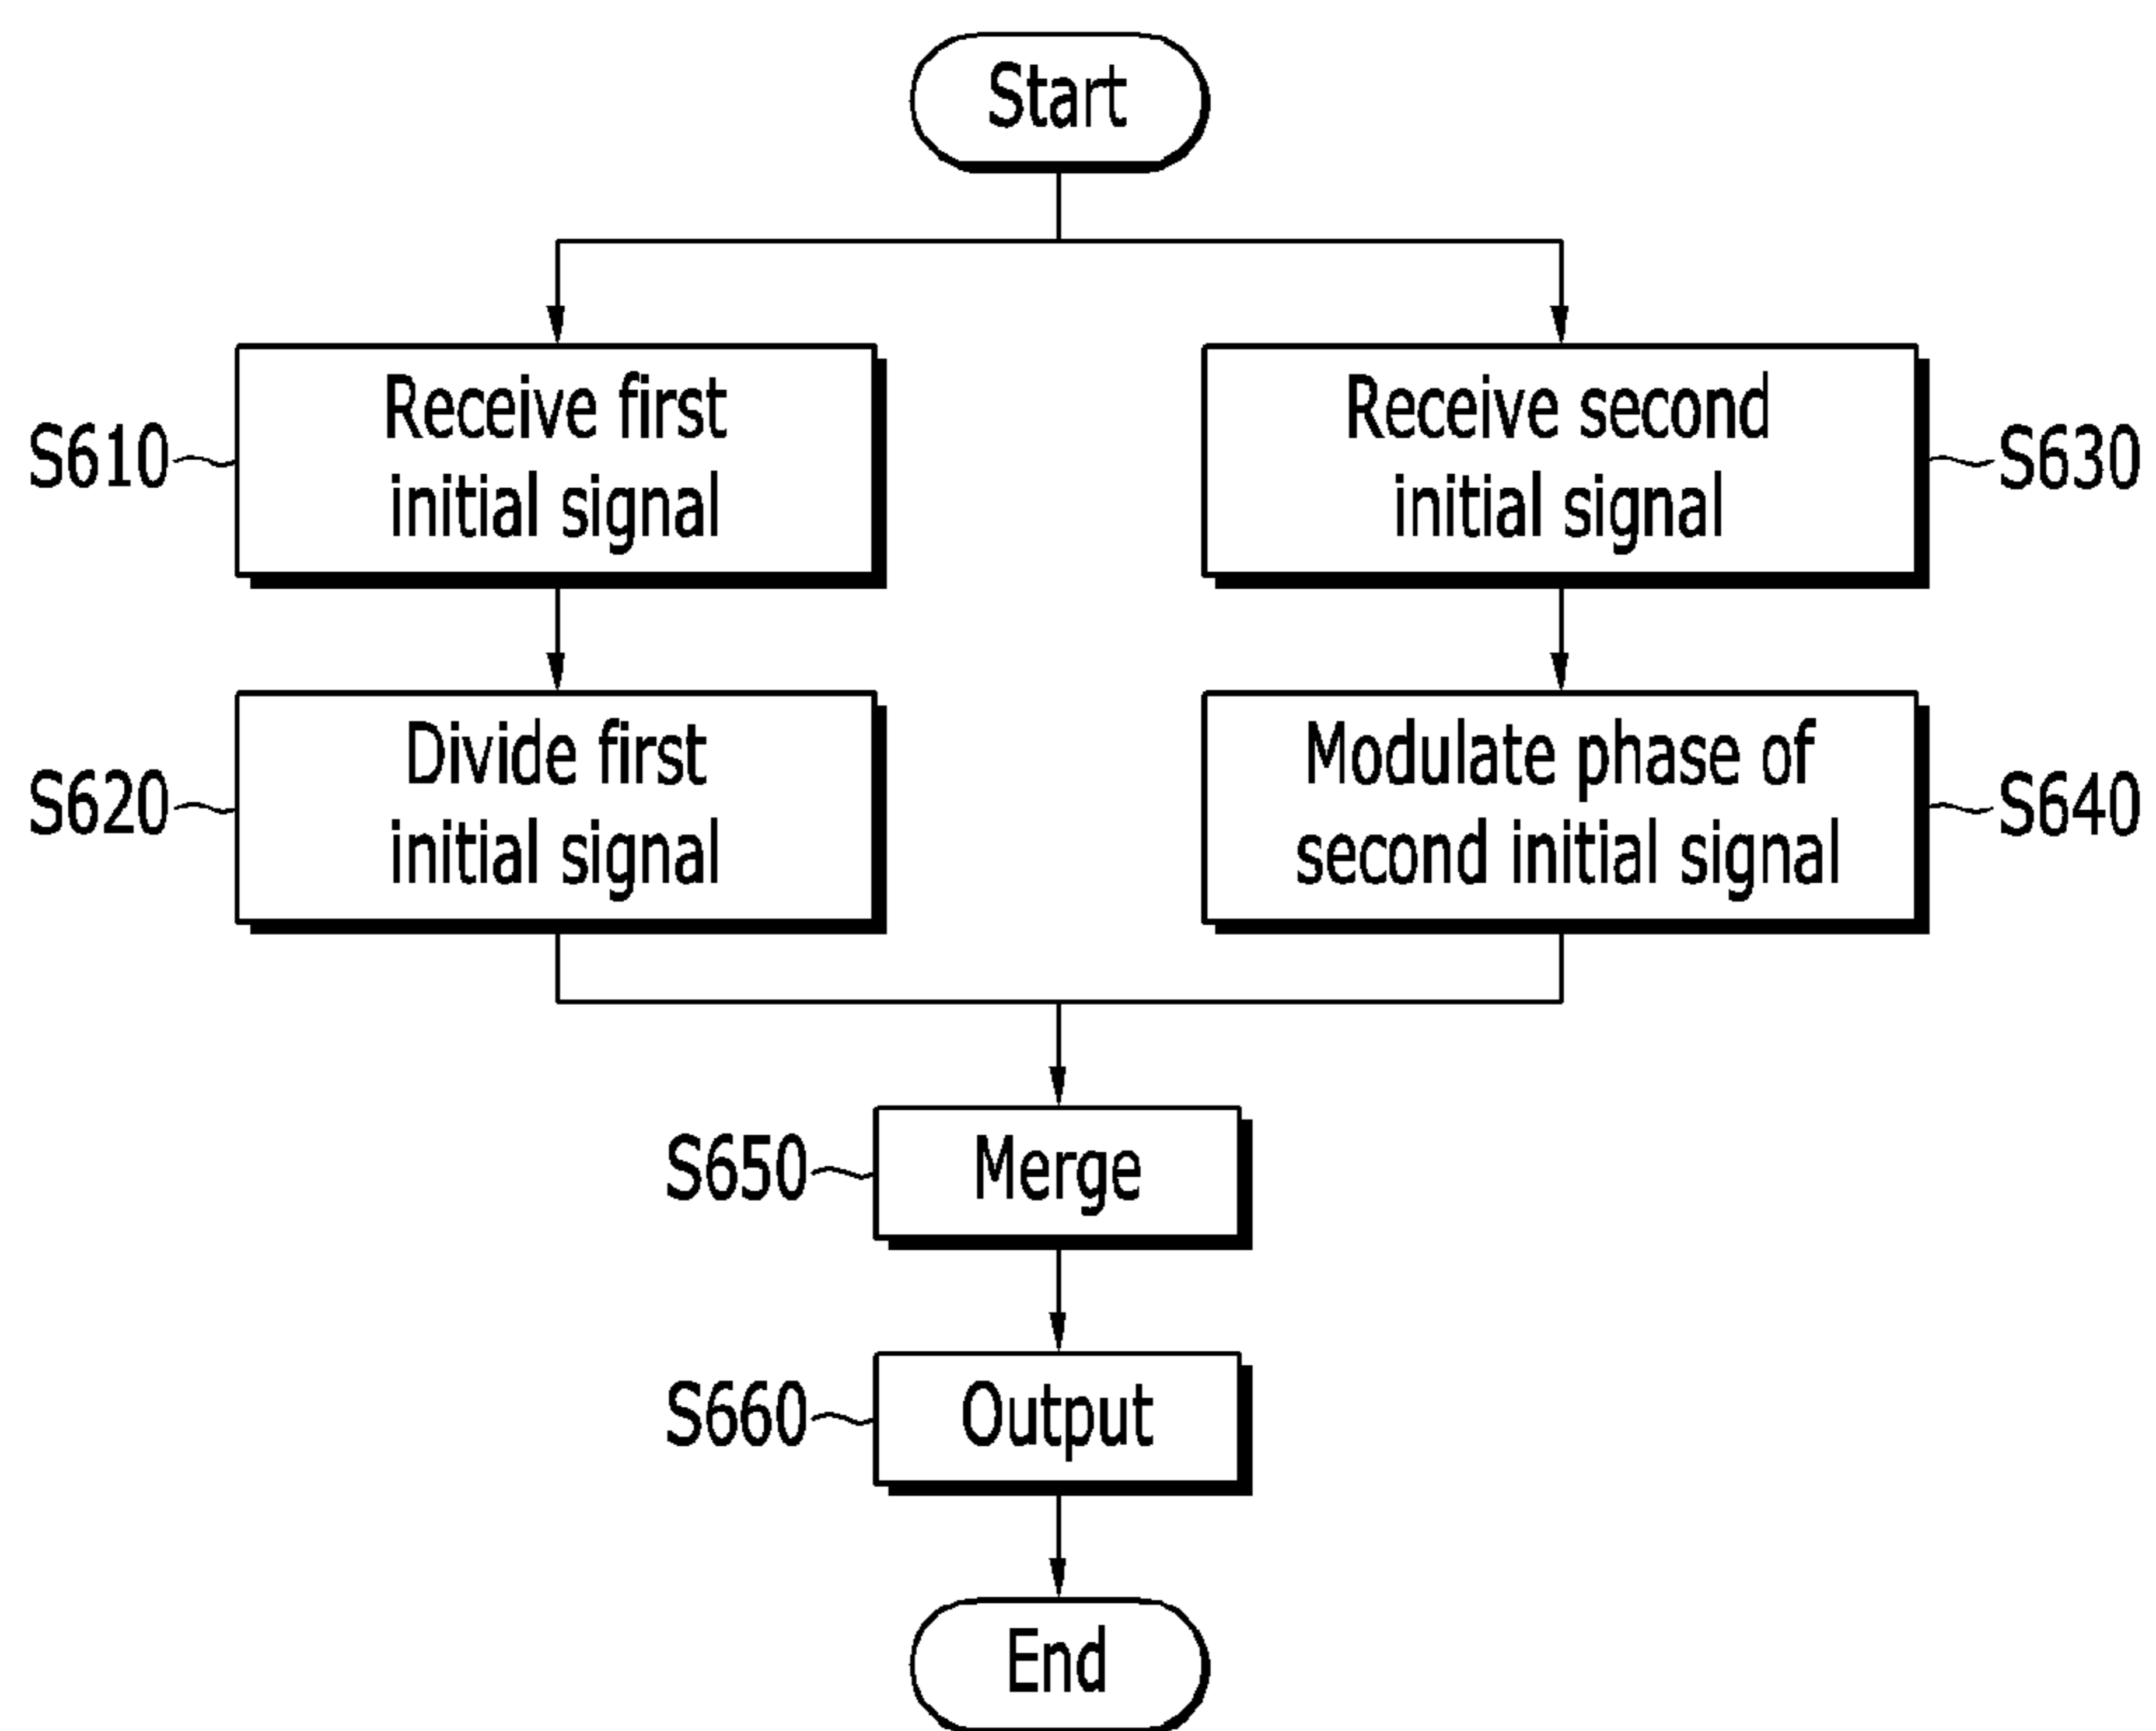 Start
Receive first
initial signal
S610
Receive second
initial signal
S630
Divide first
initial signal
S620
Modulate phase of
second initial signal
S640
S650
Merge
S660
Output
End